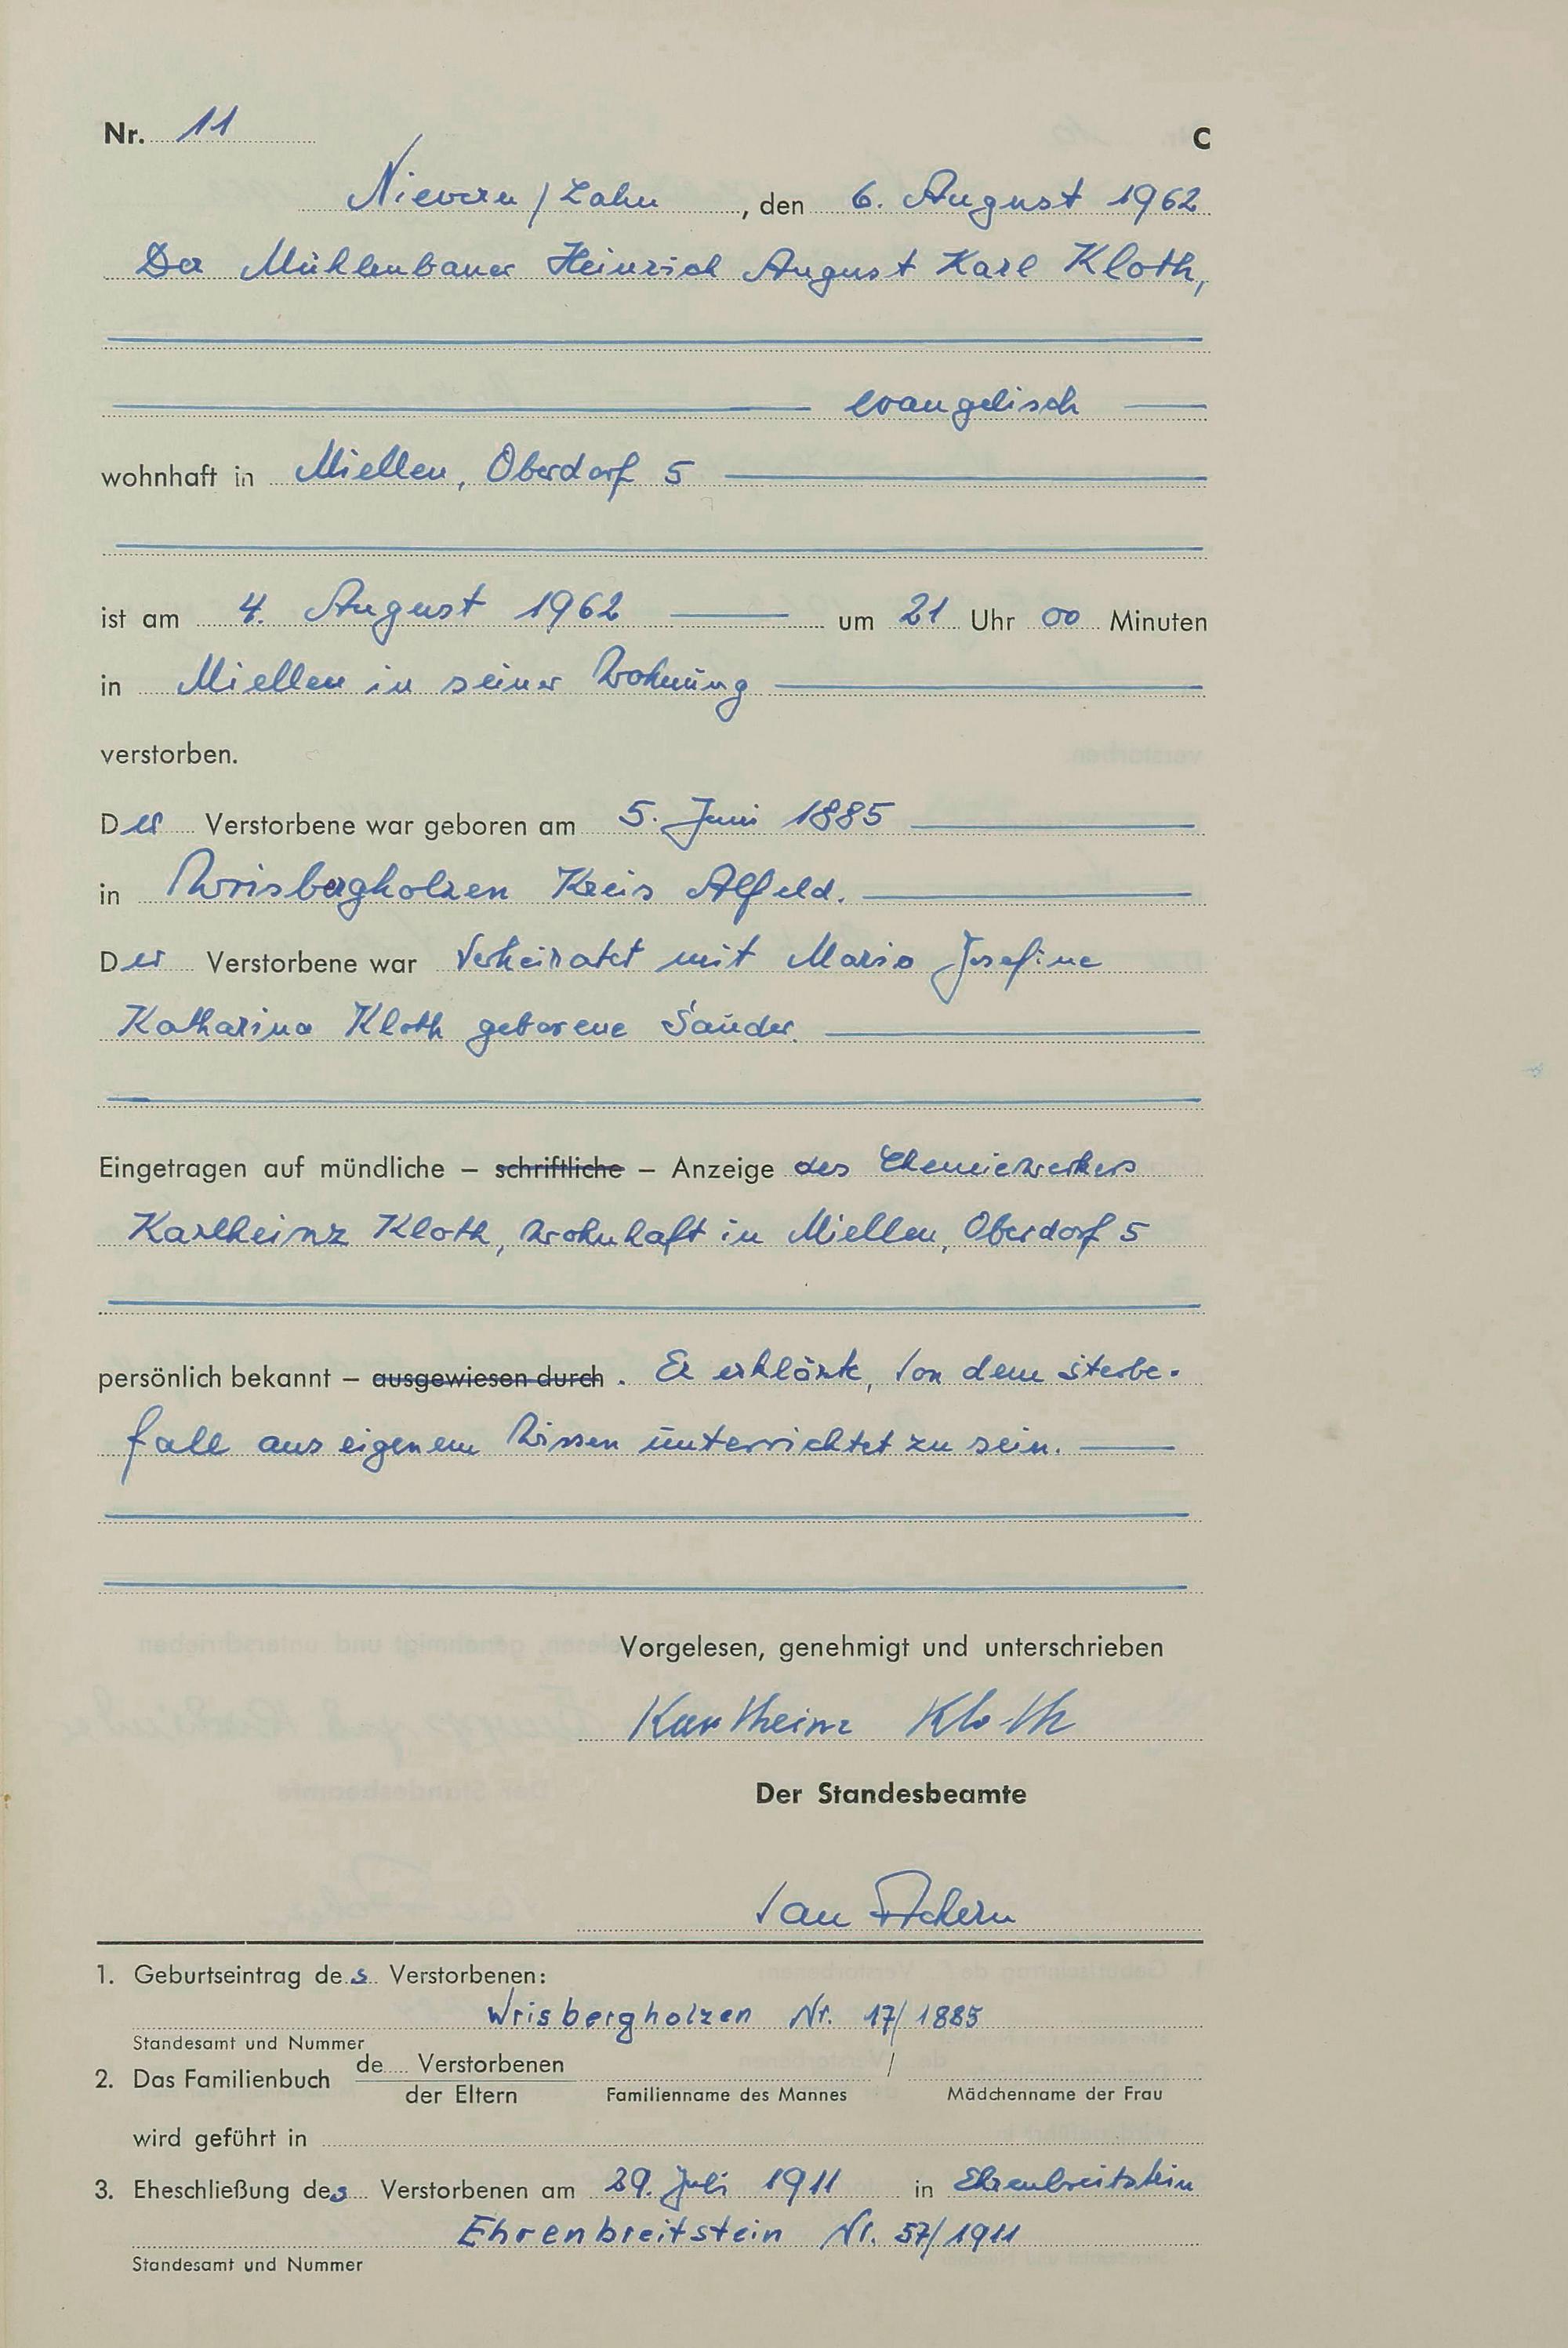 Nr. 11 C
Nievern/Lahn, den 6. August 1962
Der Mühlenbauer Heinrich August Karl Kloth,
evangelisch
wohnhaft in Miellen, Oberdorf 5
ist am 4. August 1962 um 21 Uhr 00 Minuten
in Miellen in seiner Wohnung
verstorben.
Der Verstorbene war geboren am 5. Juni 1885
in Wrisbergholzen Kreis Alfeld.
Der Verstorbene war verheiratet mit Maria Josefine
Katharina Kloth geborene Sauder.
Eingetragen auf mündliche – schriftliche – Anzeige des Chemiewerkers
Karlheinz Kloth, wohnhaft in Miellen, Oberdorf 5
persönlich bekannt – ausgewiesen durch. Er erklärte, von dem Sterbe-
fall aus eigenem Wissen unterrichtet zu sein.
Vorgelesen, genehmigt und unterschrieben
Karlheinz Kloth
Der Standesbeamte
van
1. Geburtseintrag des Verstorbenen:
Wrisbergholzen Nr. 17/1885
Standesamt und Nummer
2. Das Familienbuch de Verstorbenen /
der Eltern Familienname des Mannes Mädchenname der Frau
wird geführt in
3. Eheschließung des Verstorbenen am 29. Juli 1911 in Ehrenbreitstein
Ehrenbreitstein Nr. 57/1911
Standesamt und Nummer